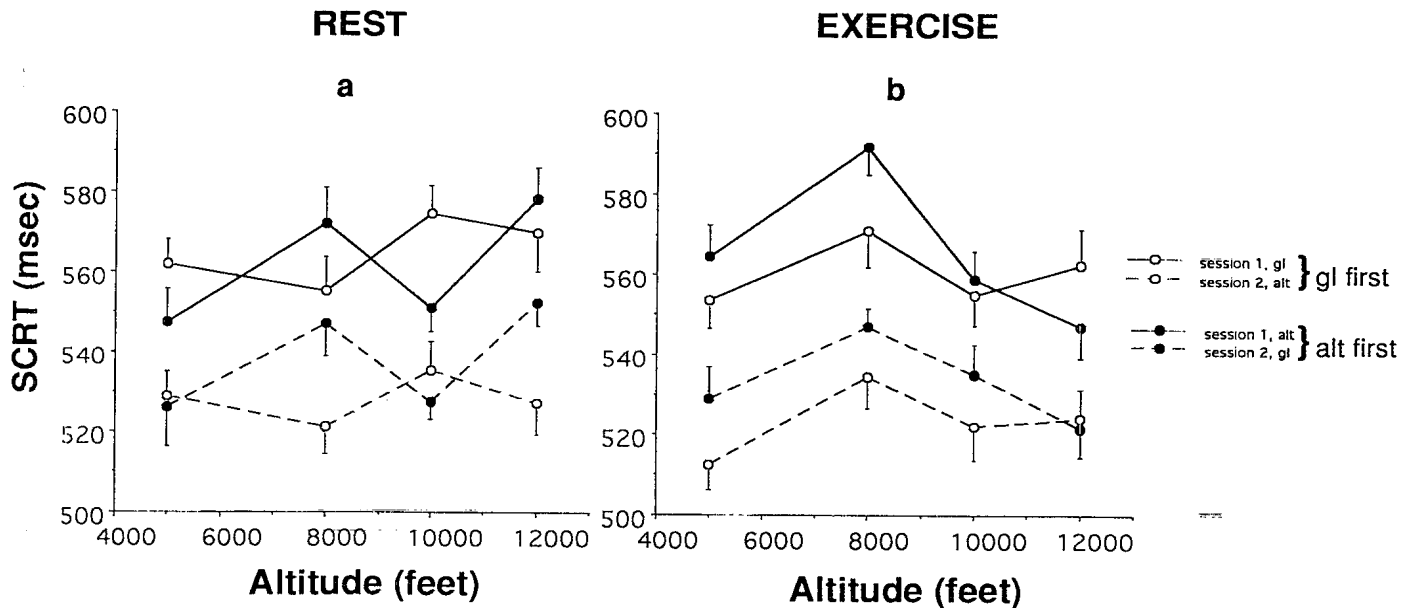 REST
EXERCISE
a
b
SCRT (msec)
600
580
560
540
520
500
4000 6000 8000 10000 12000
Altitude (feet)
600
580
560
540
520
500
4000 6000 8000 10000 12000
Altitude (feet)
session 1, gl
session 2, alt
} gl first
session 1, alt
session 2, gl
} alt first